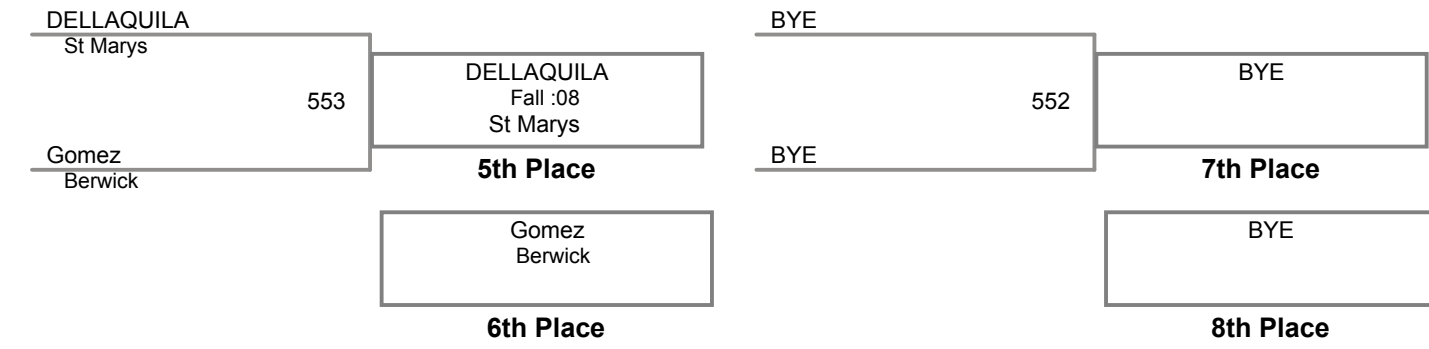 DELLAQUILA
St Marys
553
DELLAQUILA
Fall :08
St Marys
Gomez
Berwick
5th Place
Gomez
Berwick
6th Place
BYE
552
BYE
BYE
7th Place
BYE
8th Place